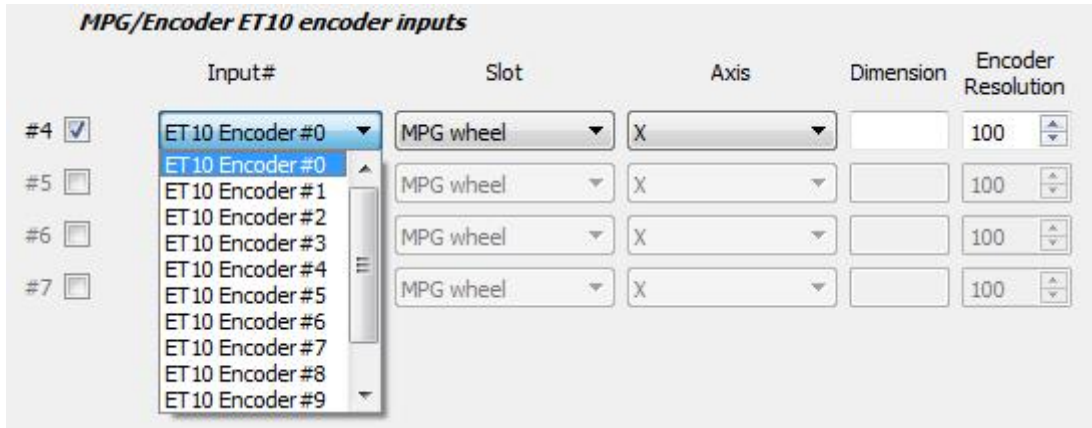 MPG/Encoder ET10 encoder inputs
Input# Slot Axis Dimension Encoder Resolution
#4 ET10 Encoder #0 MPG wheel X 100
ET10 Encoder #0
#5 MPG wheel X 100
ET10 Encoder #1
ET10 Encoder #2
#6 MPG wheel X 100
ET10 Encoder #3
ET10 Encoder #4
#7 MPG wheel X 100
ET10 Encoder #5
ET10 Encoder #6
ET10 Encoder #7
ET10 Encoder #8
ET10 Encoder #9